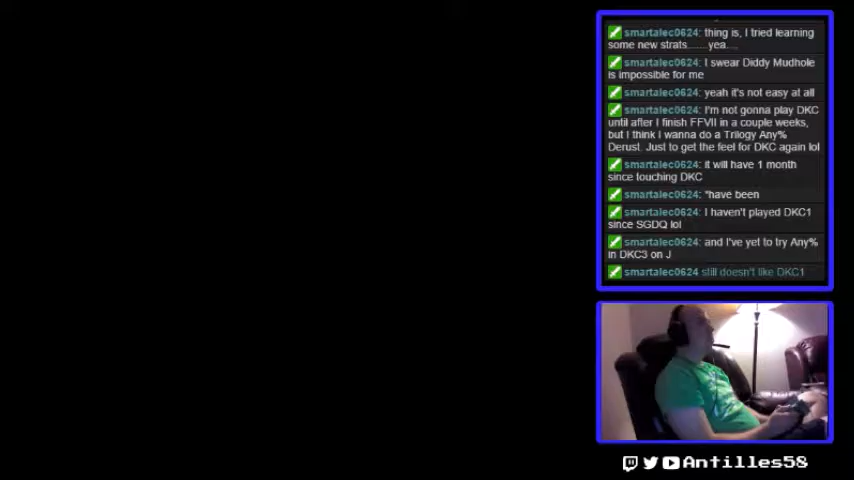 smartalec0624: thing is, I tried learning
some new strats.......yea....
smartalec0624: I swear Diddy Mudhole
is impossible for me
smartalec0624: yeah it's not easy at all
smartalec0624: I'm not gonna play DKC
until after I finish FFVII in a couple weeks,
but I think I wanna do a Trilogy Any%
Derust. Just to get the feel for DKC again lol
smartalec0624: it will have 1 month
since touching DKC
smartalec0624: *have been
smartalec0624: I haven't played DKC1
since SGDQ lol
smartalec0624: and I've yet to try Any%
in DKC3 on J
smartalec0624 still doesn't like DKC1
Antilles58